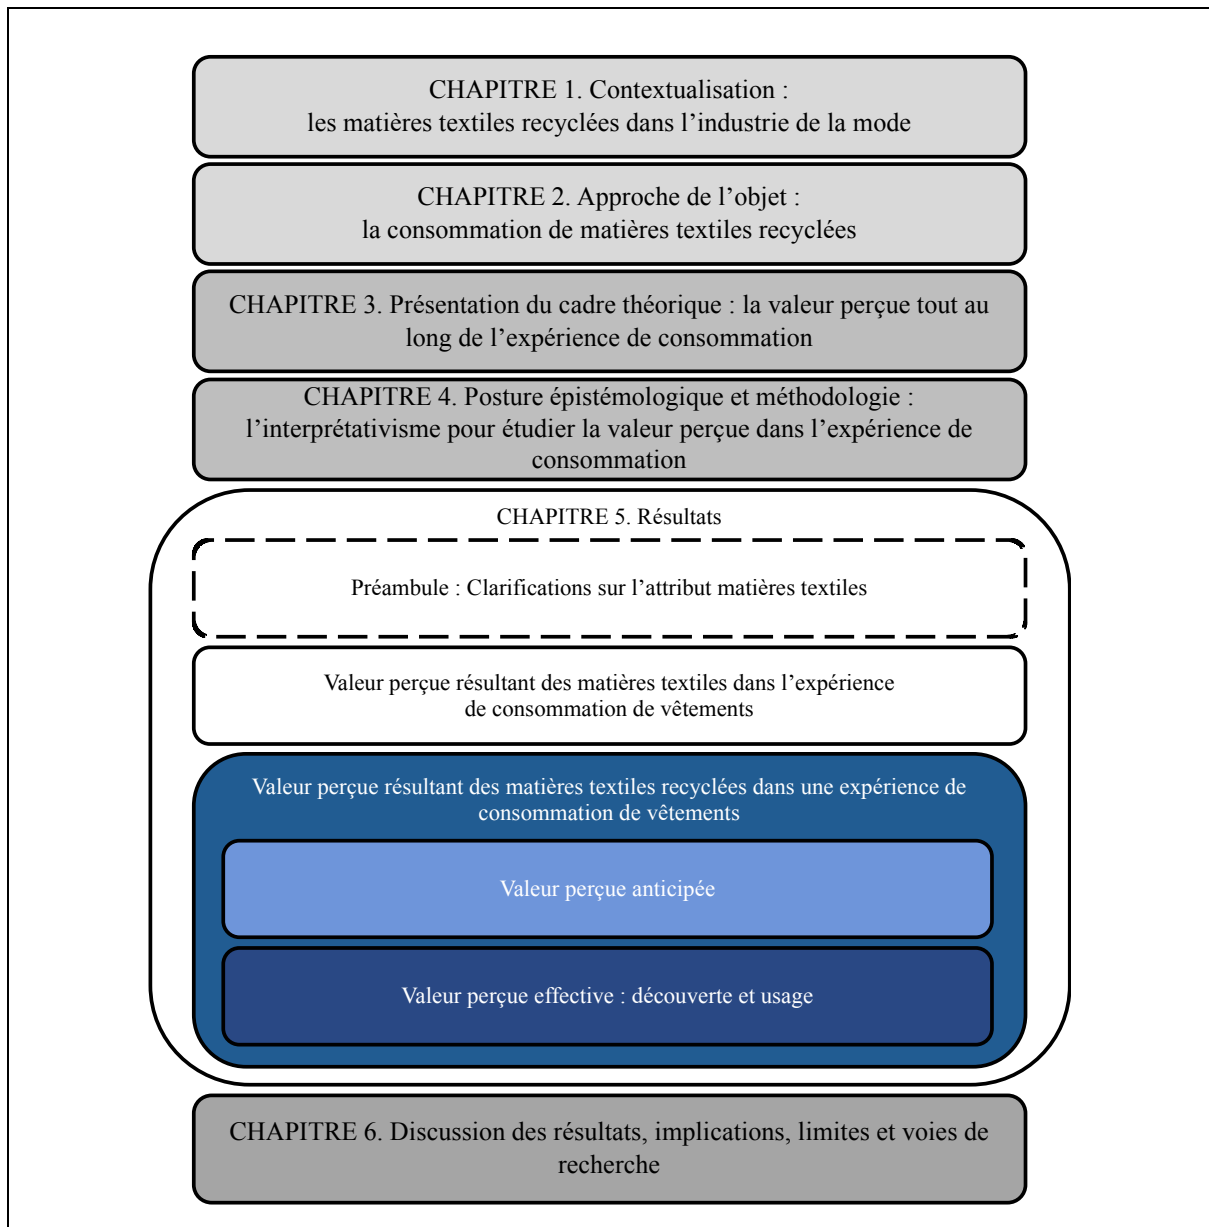 CHAPITRE 1. Contextualisation :
les matières textiles recyclées dans l’industrie de la mode
CHAPITRE 2. Approche de l’objet :
la consommation de matières textiles recyclées
CHAPITRE 3. Présentation du cadre théorique : la valeur perçue tout au
long de l’expérience de consommation
CHAPITRE 4. Posture épistémologique et méthodologie :
l’interprétativisme pour étudier la valeur perçue dans l’expérience de
consommation
CHAPITRE 5. Résultats
Préambule : Clarifications sur l’attribut matières textiles
Valeur perçue résultant des matières textiles dans l’expérience
de consommation de vêtements
Valeur perçue résultant des matières textiles recyclées dans une expérience de
consommation de vêtements
Valeur perçue anticipée
Valeur perçue effective : découverte et usage
CHAPITRE 6. Discussion des résultats, implications, limites et voies de
recherche